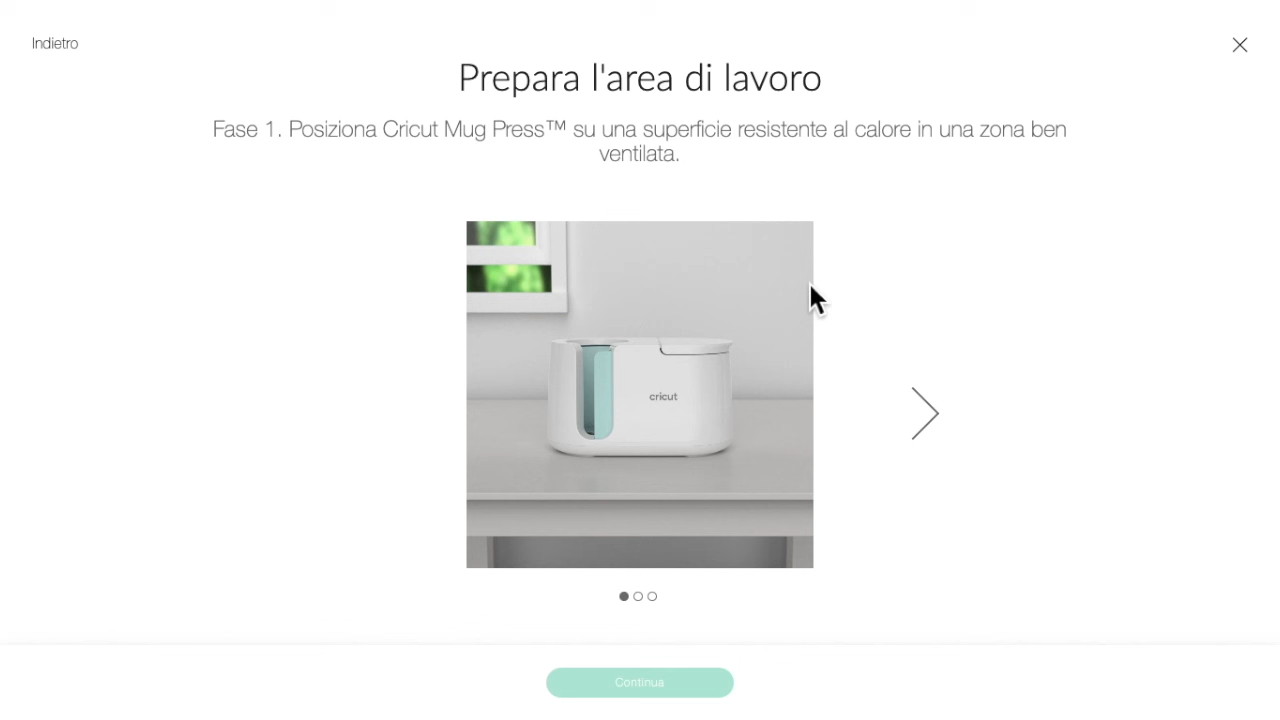 Indietro
Prepara l'area di lavoro
Fase 1. Posiziona Cricut Mug Press™ su una superficie resistente al calore in una zona ben
ventilata.
cricut
Continua